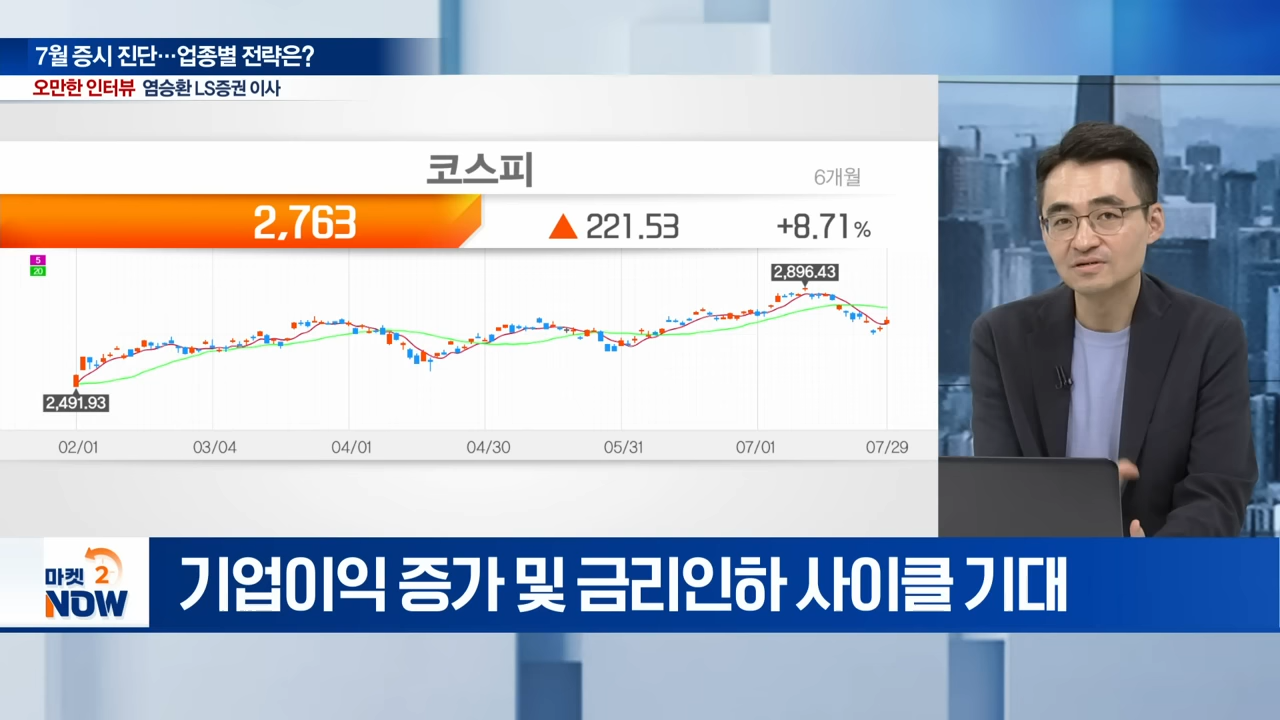 7월 증시 진단…업종별 전략은?
오만한 인터뷰 염승환 LS증권 이사
코스피
6개월
2,763 ▲ 221.53 +8.71%
5
20
2,896.43
2,491.93
02/01 03/04 04/01 04/30 05/31 07/01 07/29
마켓 2
NOW
기업이익 증가 및 금리인하 사이클 기대